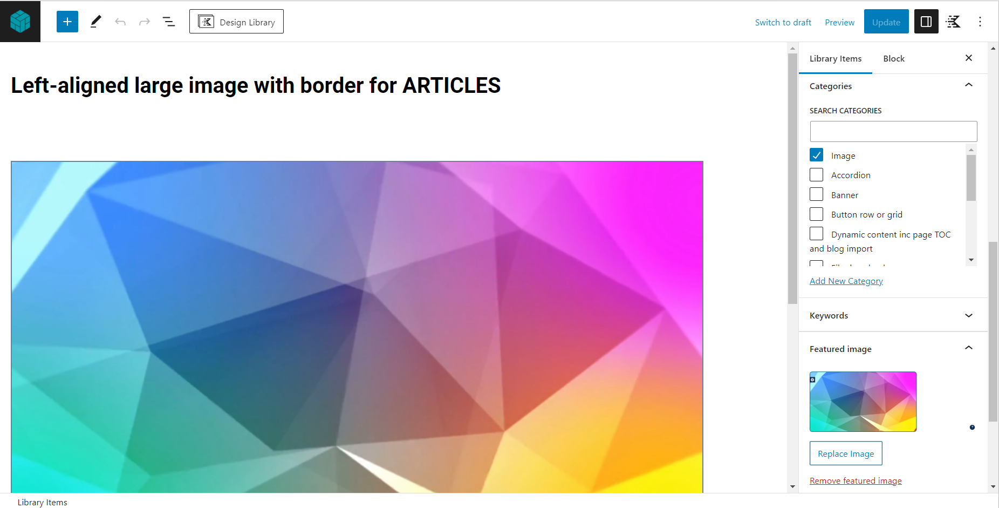 Design Library
Switch to draft
Preview
Update
Library Items
Block
Left-aligned large image with border for ARTICLES
Categories
SEARCH CATEGORIES
Image
Accordion
Banner
Button row or grid
Dynamic content inc page TOC
and blog import
Add New Category
Keywords
Featured image
Replace Image
Remove featured image
Library Items